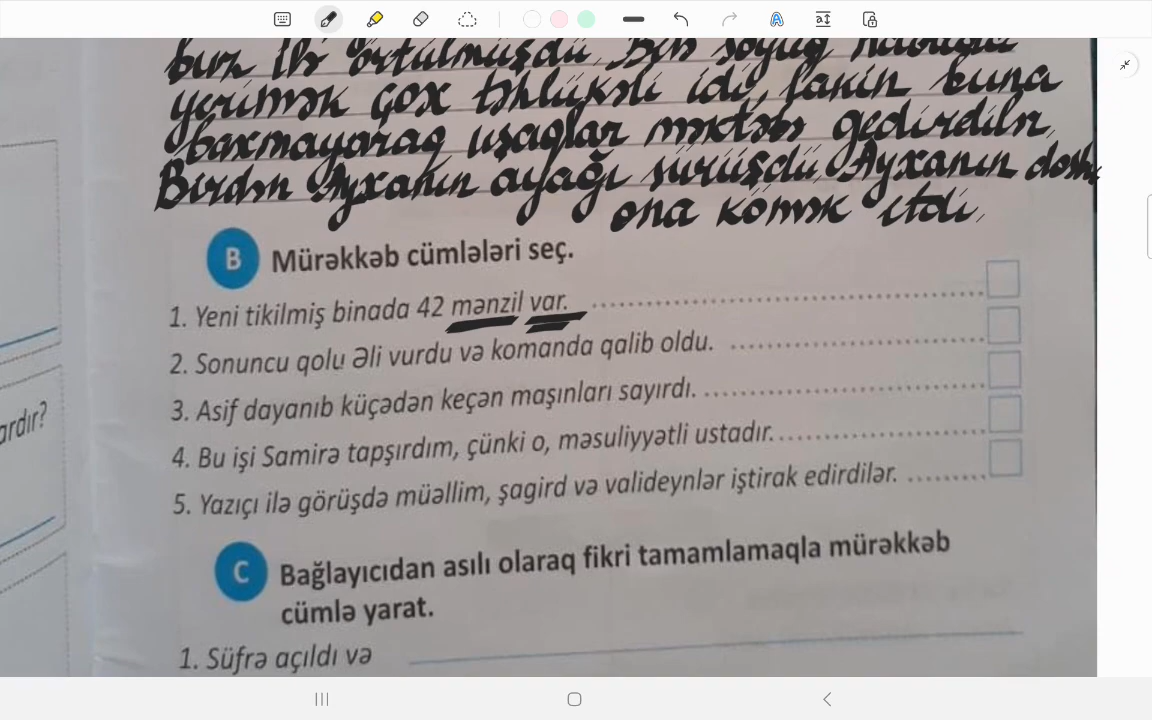 buz ilə örtülmüşdü. Belə soyuq havada
yerimək çox təhlükəli idi, lakin buna
baxmayaraq uşaqlar məktəbə gedirdilər.
Birdən Ayxanın ayağı sürüşdü. Ayxanın dostu
ona kömək etdi.
B Mürəkkəb cümlələri seç.
1. Yeni tikilmiş binada 42 mənzil var.
2. Sonuncu qolu Əli vurdu və komanda qalib oldu.
3. Asif dayanıb küçədən keçən maşınları sayırdı.
ardır?
4. Bu işi Samirə tapşırdım, çünki o, məsuliyyətli ustadır.
5. Yazıçı ilə görüşdə müəllim, şagird və valideynlər iştirak edirdilər.
C Bağlayıcıdan asılı olaraq fikri tamamlamaqla mürəkkəb
cümlə yarat.
1. Süfrə açıldı və